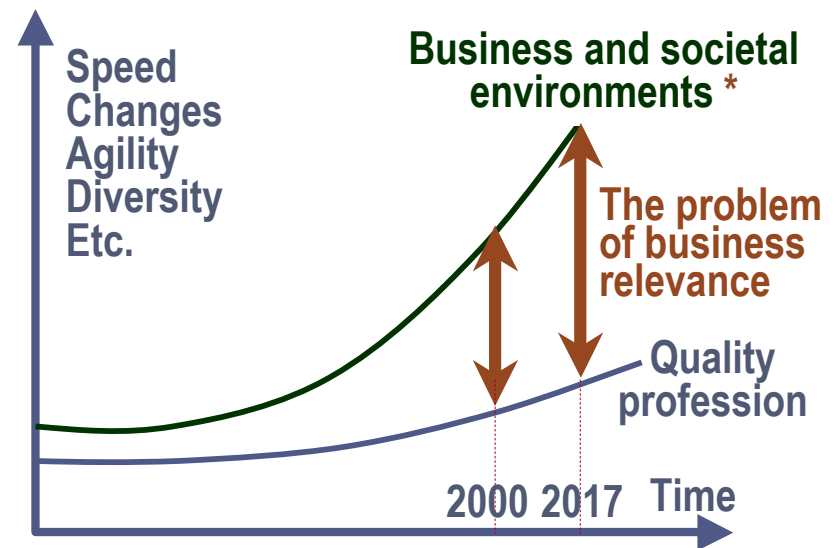 Speed
Changes
Agility
Diversity
Etc.
Business and societal
environments *
The problem
of business
relevance
Quality
profession
2000 2017 Time